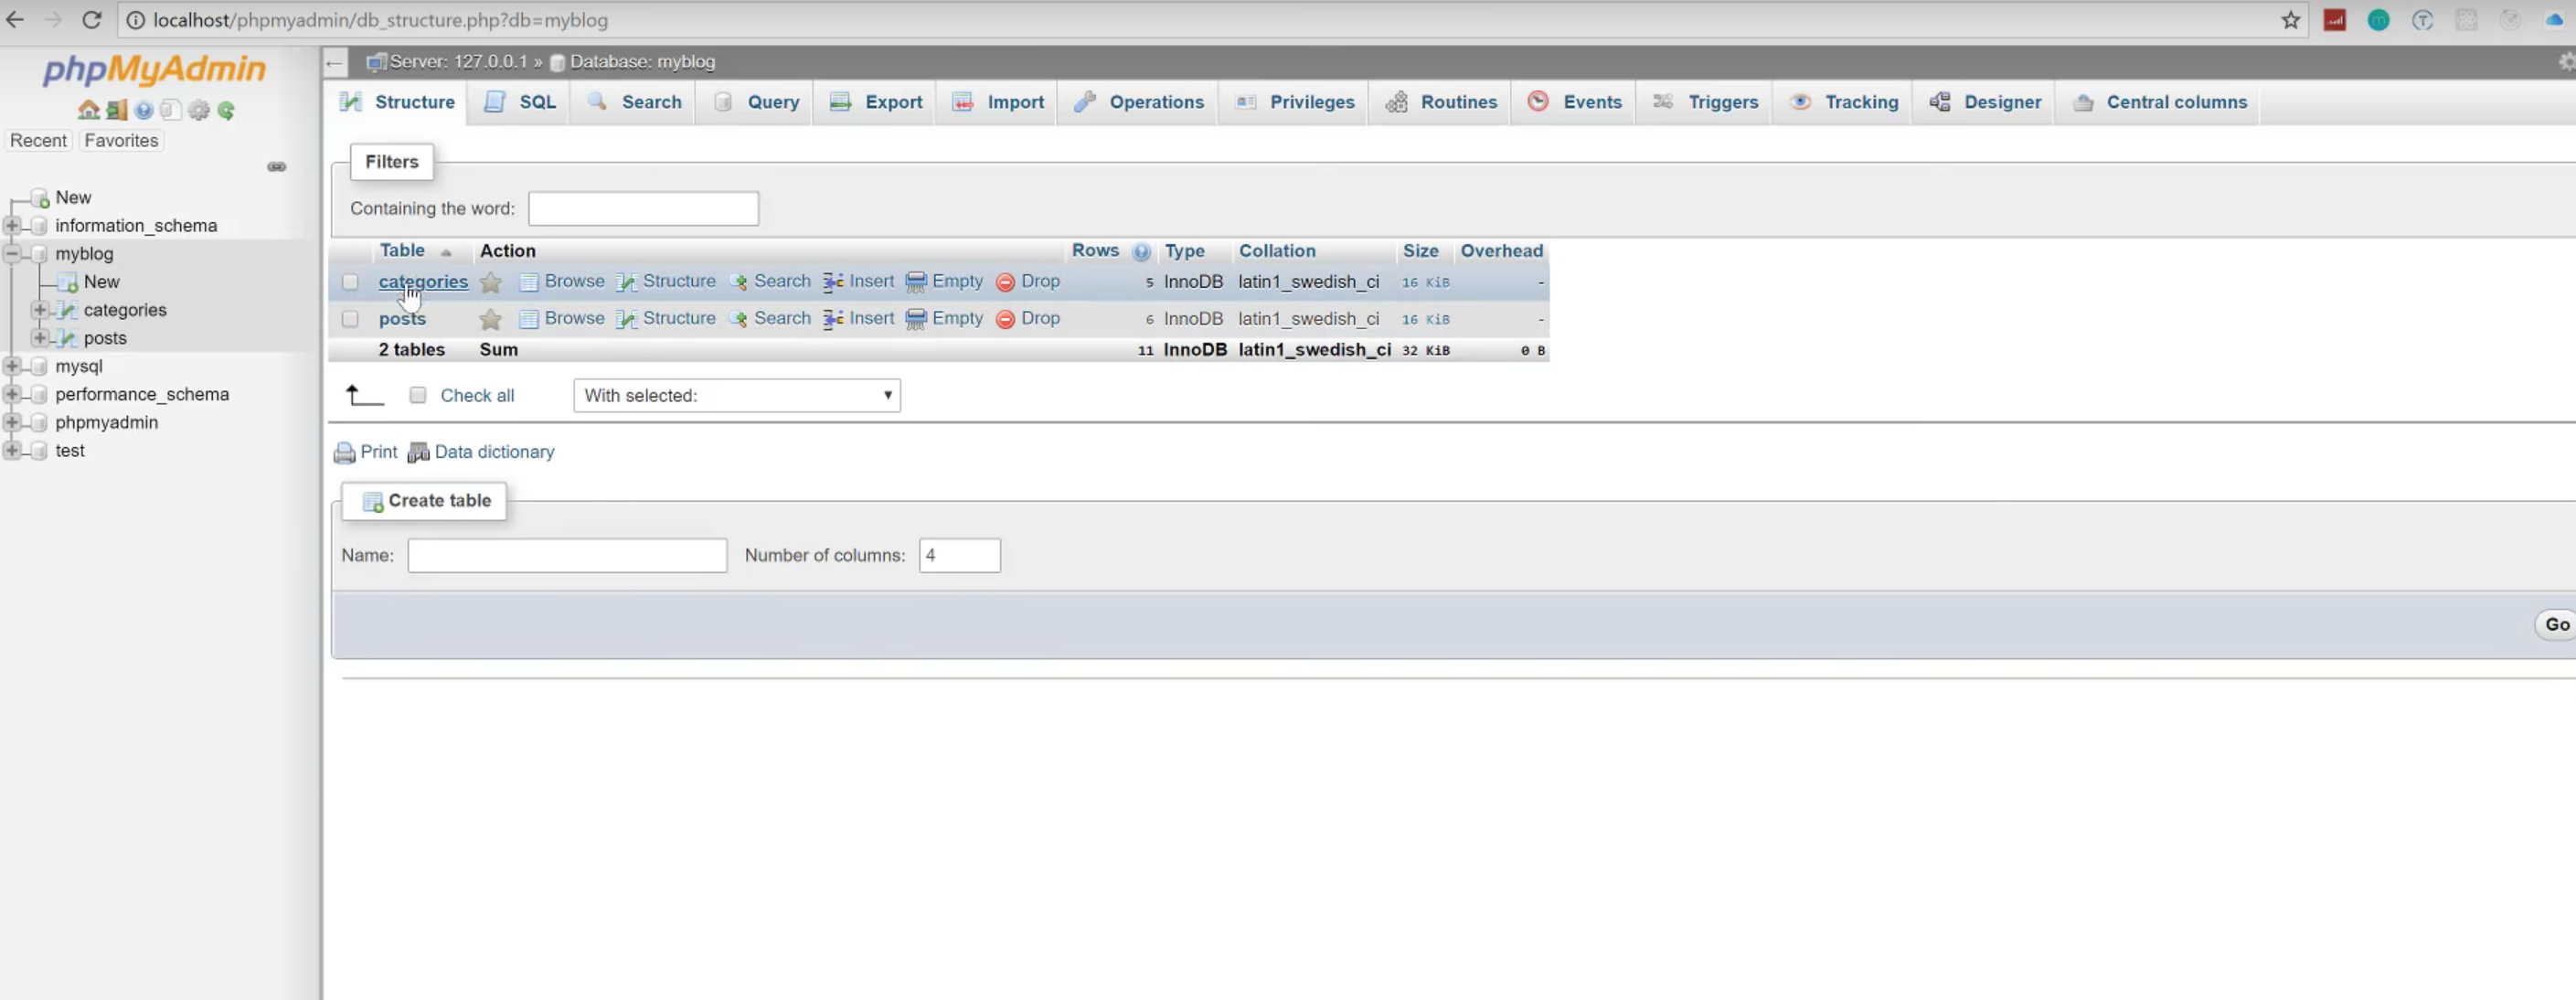 localhost/phpmyadmin/db_structure.php?db=myblog
phpMyAdmin
Recent Favorites
New
information_schema
myblog
New
categories
posts
mysql
performance_schema
phpmyadmin
test
Server: 127.0.0.1 » Database: myblog
Structure SQL Search Query Export Import Operations Privileges Routines Events Triggers Tracking Designer Central columns
Filters
Containing the word:
Table Action Rows Type Collation Size Overhead
categories Browse Structure Search Insert Empty Drop 5 InnoDB latin1_swedish_ci 16 KiB -
posts Browse Structure Search Insert Empty Drop 6 InnoDB latin1_swedish_ci 16 KiB -
2 tables Sum 11 InnoDB latin1_swedish_ci 32 KiB 0 B
Check all With selected:
Print Data dictionary
Create table
Name: Number of columns: 4
Go